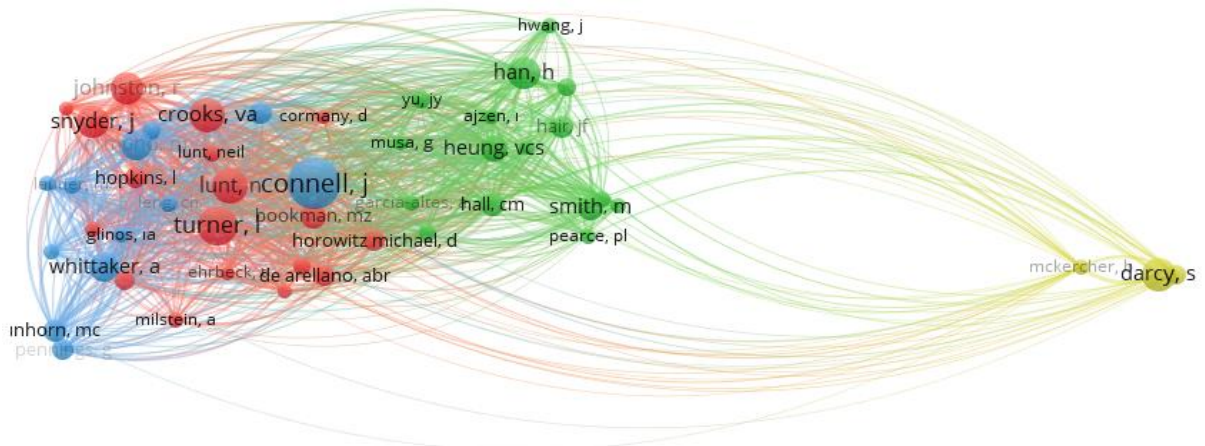 hwang, j
han, h
johnston, r
yu, jy
crooks, va
cormany, d
ajzen, i
snyder, j
hair, jf
musa, g
heung, vcs
lunt, neil
hopkins, l
lunt, n
connell, j
garcia-altes, a
hall, cm
smith, m
bookman, mz
turner, l
glinos, ia
horowitz michael, d
pearce, pl
whittaker, a
ehrbeck, t
de arellano, abr
mckercher, b
darcy, s
milstein, a
inhorn, mc
pennings, g